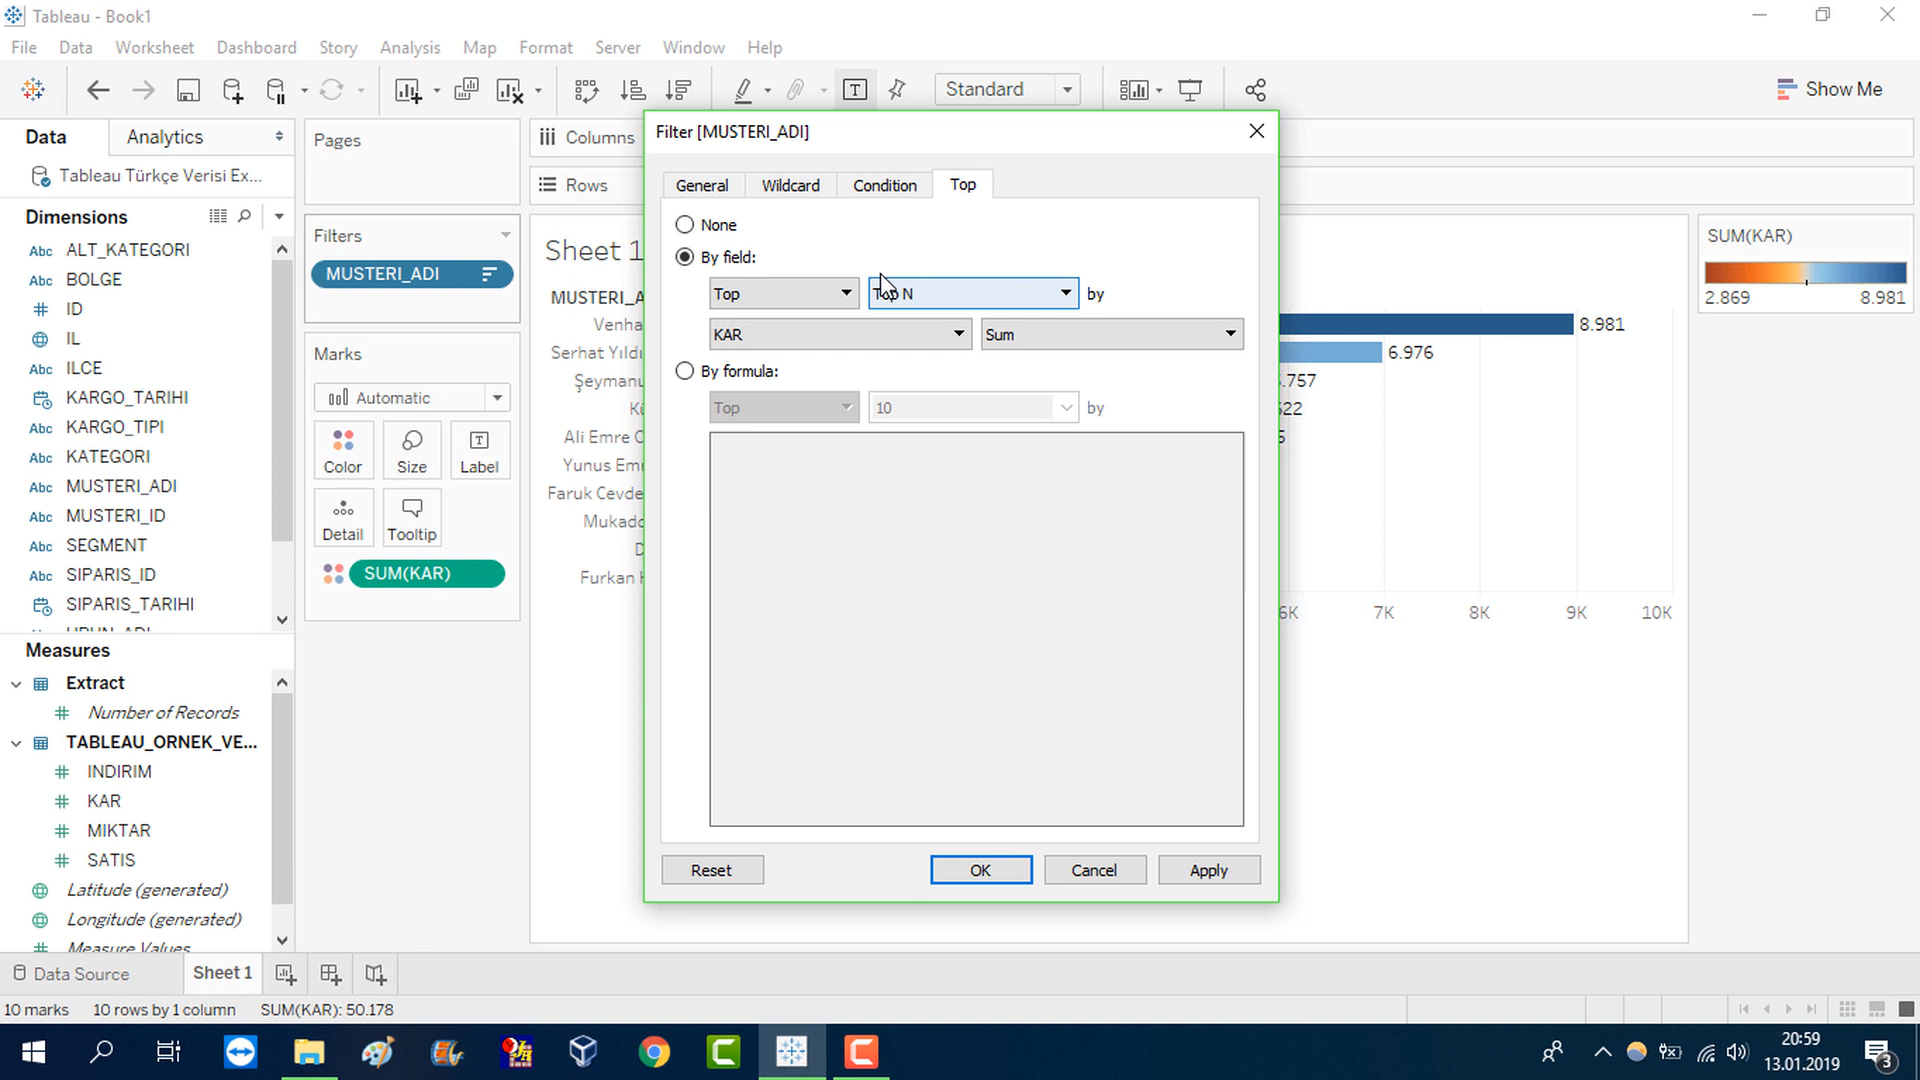 Tableau - Book1
File Data Worksheet Dashboard Story Analysis Map Format Server Window Help
Standard
Show Me
Data
Analytics
Tableau Türkçe Verisi Ex...
Dimensions
ALT_KATEGORI
BOLGE
ID
IL
ILCE
KARGO_TARIHI
KARGO_TIPI
KATEGORI
MUSTERI_ADI
MUSTERI_ID
SEGMENT
SIPARIS_ID
SIPARIS_TARIHI
Measures
Extract
Number of Records
TABLEAU_ORNEK_VE...
INDIRIM
KAR
MIKTAR
SATIS
Latitude (generated)
Longitude (generated)
Measure Values
Pages
Filters
MUSTERI_ADI
Marks
Automatic
Color Size Label
Detail Tooltip
SUM(KAR)
Columns
Rows
Sheet 1
MUSTERI_A
Venha
Serhat Yıldı
Şeymanu
Kü
Ali Emre
Yunus Em
Faruk Cevde
Mukadd
Furkan
Filter [MUSTERI_ADI]
General Wildcard Condition Top
None
By field:
Top N by
KAR Sum
By formula:
Top 10 by
Reset OK Cancel Apply
8.981
6.976
.757
7K 8K 9K 10K
SUM(KAR)
2.869 8.981
Data Source Sheet 1
10 marks 10 rows by 1 column SUM(KAR): 50.178
20:59
13.01.2019
3